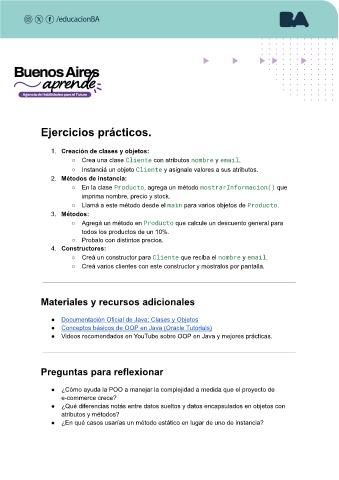 /educacionBA
BA
Buenos Aires
aprende
Agencia de Habilidades para el Futuro
Ejercicios prácticos.
1. Creación de clases y objetos:
○ Crea una clase Cliente con atributos nombre y email.
○ Instanciá un objeto Cliente y asignale valores a sus atributos.
2. Métodos de instancia:
○ En la clase Producto, agrega un método mostrarInformacion() que
imprima nombre, precio y stock.
○ Llamá a este método desde el main para varios objetos de Producto.
3. Métodos:
○ Agregá un método en Producto que calcule un descuento general para
todos los productos de un 10%.
○ Probalo con distintos precios.
4. Constructores:
○ Creá un constructor para Cliente que reciba el nombre y email.
○ Creá varios clientes con este constructor y mostralos por pantalla.
Materiales y recursos adicionales
● Documentación Oficial de Java: Clases y Objetos
● Conceptos básicos de OOP en Java (Oracle Tutorials)
● Videos recomendados en YouTube sobre OOP en Java y mejores prácticas.
Preguntas para reflexionar
● ¿Cómo ayuda la POO a manejar la complejidad a medida que el proyecto de
e-commerce crece?
● ¿Qué diferencias notás entre datos sueltos y datos encapsulados en objetos con
atributos y métodos?
● ¿En qué casos usarías un método estático en lugar de uno de instancia?